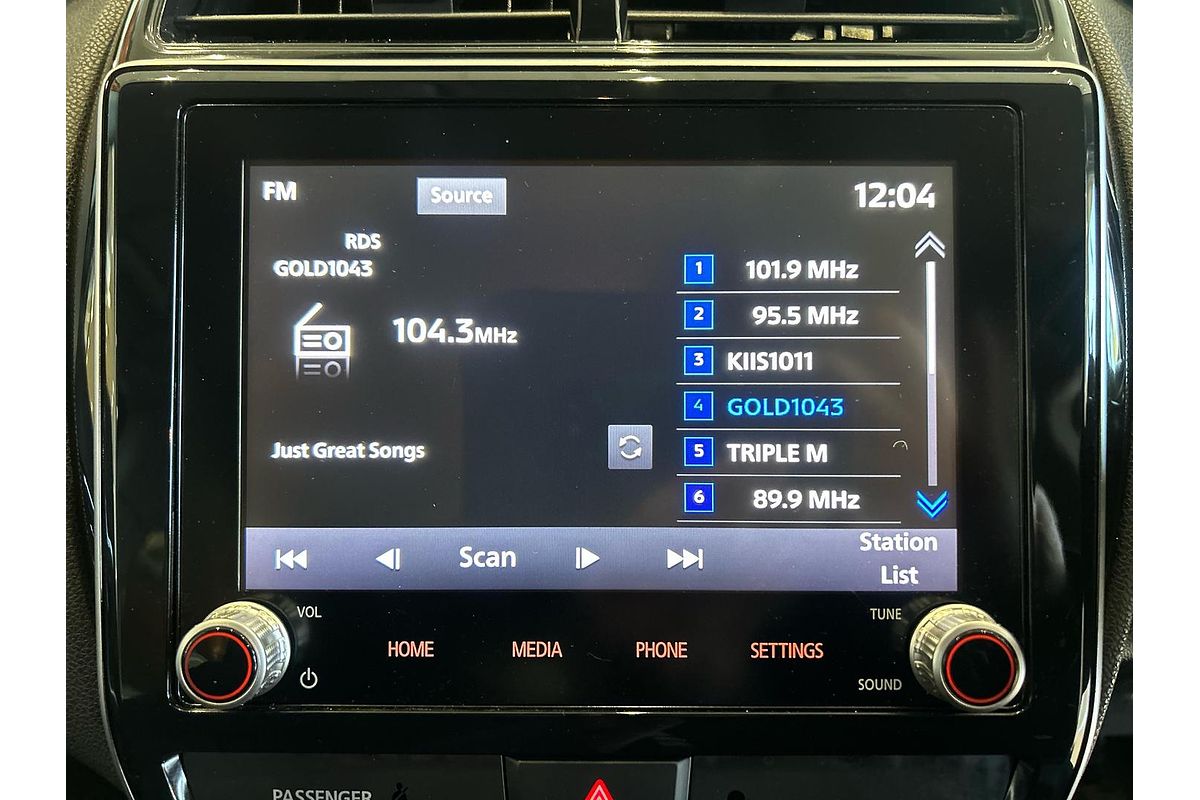 FM
Source
12:04
RDS
GOLD1043
104.3MHz
Just Great Songs
1 101.9 MHz
2 95.5 MHz
3 KIIS1011
4 GOLD1043
5 TRIPLE M
6 89.9 MHz
Scan
Station
List
VOL
TUNE
HOME
MEDIA
PHONE
SETTINGS
SOUND
PASSENGER